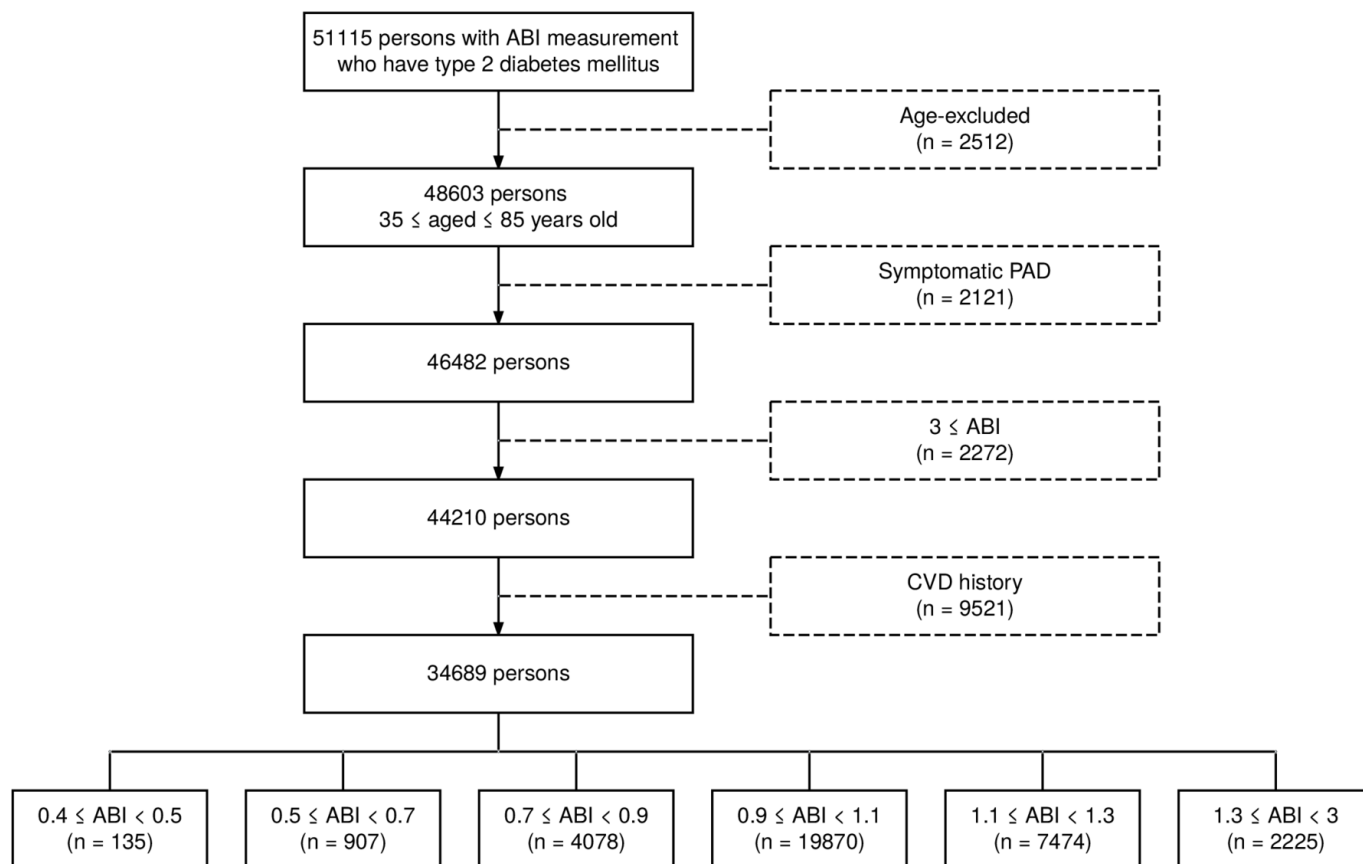 51115 persons with ABI measurement
who have type 2 diabetes mellitus
Age-excluded
(n = 2512)
48603 persons
35 ≤ aged ≤ 85 years old
Symptomatic PAD
(n = 2121)
46482 persons
3 ≤ ABI
(n = 2272)
44210 persons
CVD history
(n = 9521)
34689 persons
0.4 ≤ ABI < 0.5
(n = 135)
0.5 ≤ ABI < 0.7
(n = 907)
0.7 ≤ ABI < 0.9
(n = 4078)
0.9 ≤ ABI < 1.1
(n = 19870)
1.1 ≤ ABI < 1.3
(n = 7474)
1.3 ≤ ABI < 3
(n = 2225)